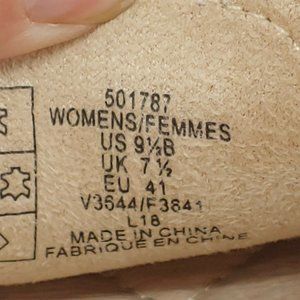 501787
WOMENS/FEMMES
US 9½B
UK 7½
EU 41
V3644/F3841
L18
MADE IN CHINA
FABRIQUÉ EN CHINE